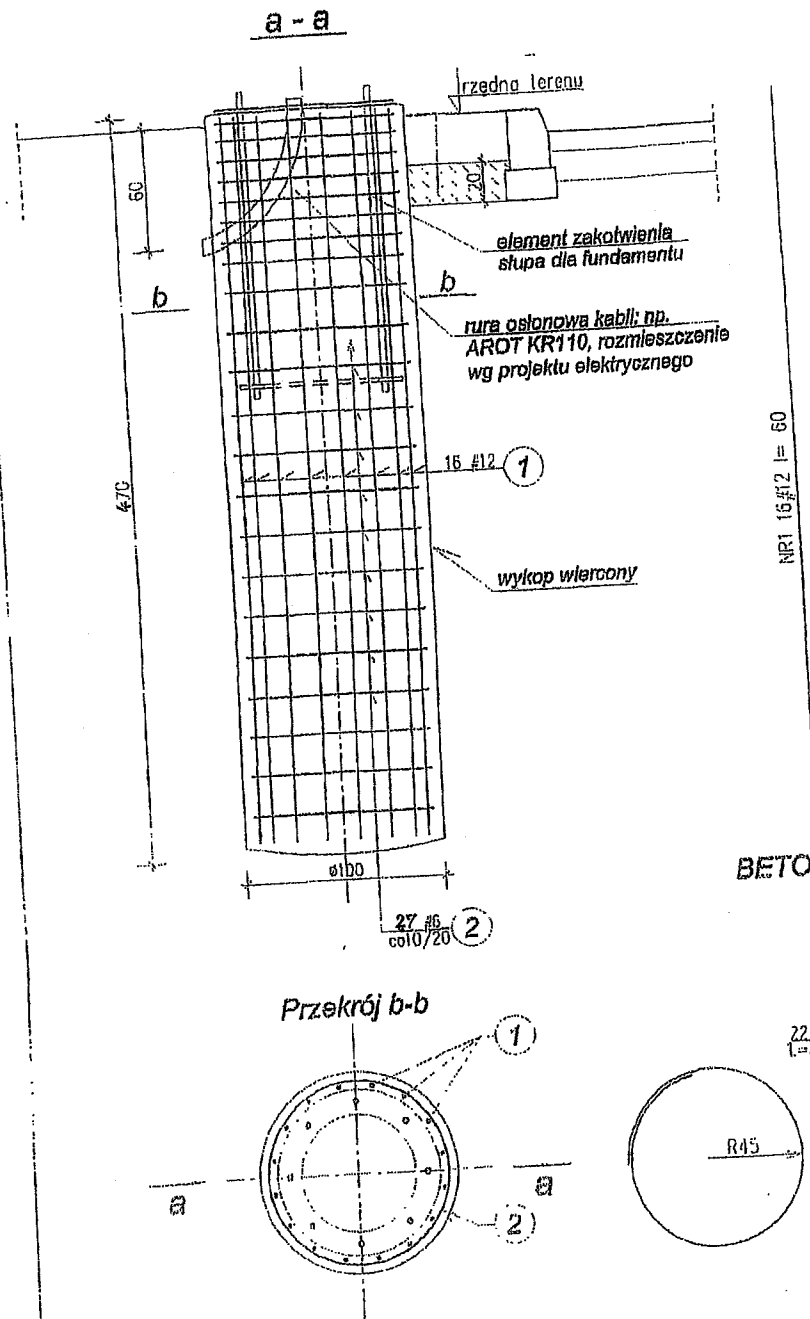 a - a
rzędna terenu
60
20
element zakotwienia
słupa dla fundamentu
b
b
rura osłonowa kabli; np.
AROT KR110, rozmieszczenie
wg projektu elektrycznego
470
16 #12 1
NR1 16#12 l= 60
wykop wiercony
ø100
BETO
27 #6 2
co10/20
Przekrój b-b
1
22
l=
R45
a
a
2